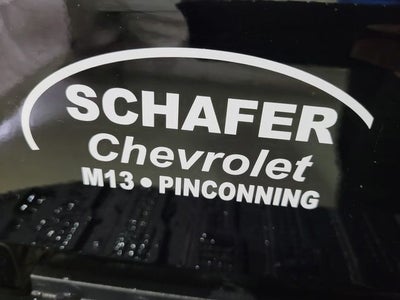 SCHAFER
Chevrolet
M13 • PINCONNING